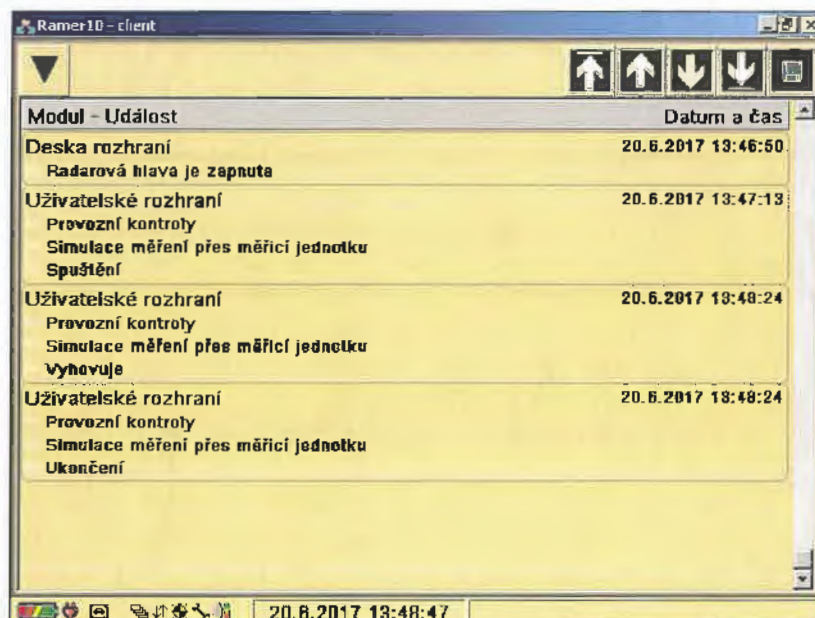 Ramer10 - client
Modul - Událost Datum a čas
Deska rozhraní 20.6.2017 13:46:50
Radarová hlava je zapnuta
Uživatelské rozhraní 20.6.2017 13:47:13
Provozní kontroly
Simulace měření přes měřicí jednotku
Spuštění
Uživatelské rozhraní 20.6.2017 13:48:24
Provozní kontroly
Simulace měření přes měřicí jednotku
Vyhovuje
Uživatelské rozhraní 20.6.2017 13:48:24
Provozní kontroly
Simulace měření přes měřicí jednotku
Ukončení
20.6.2017 13:48:47